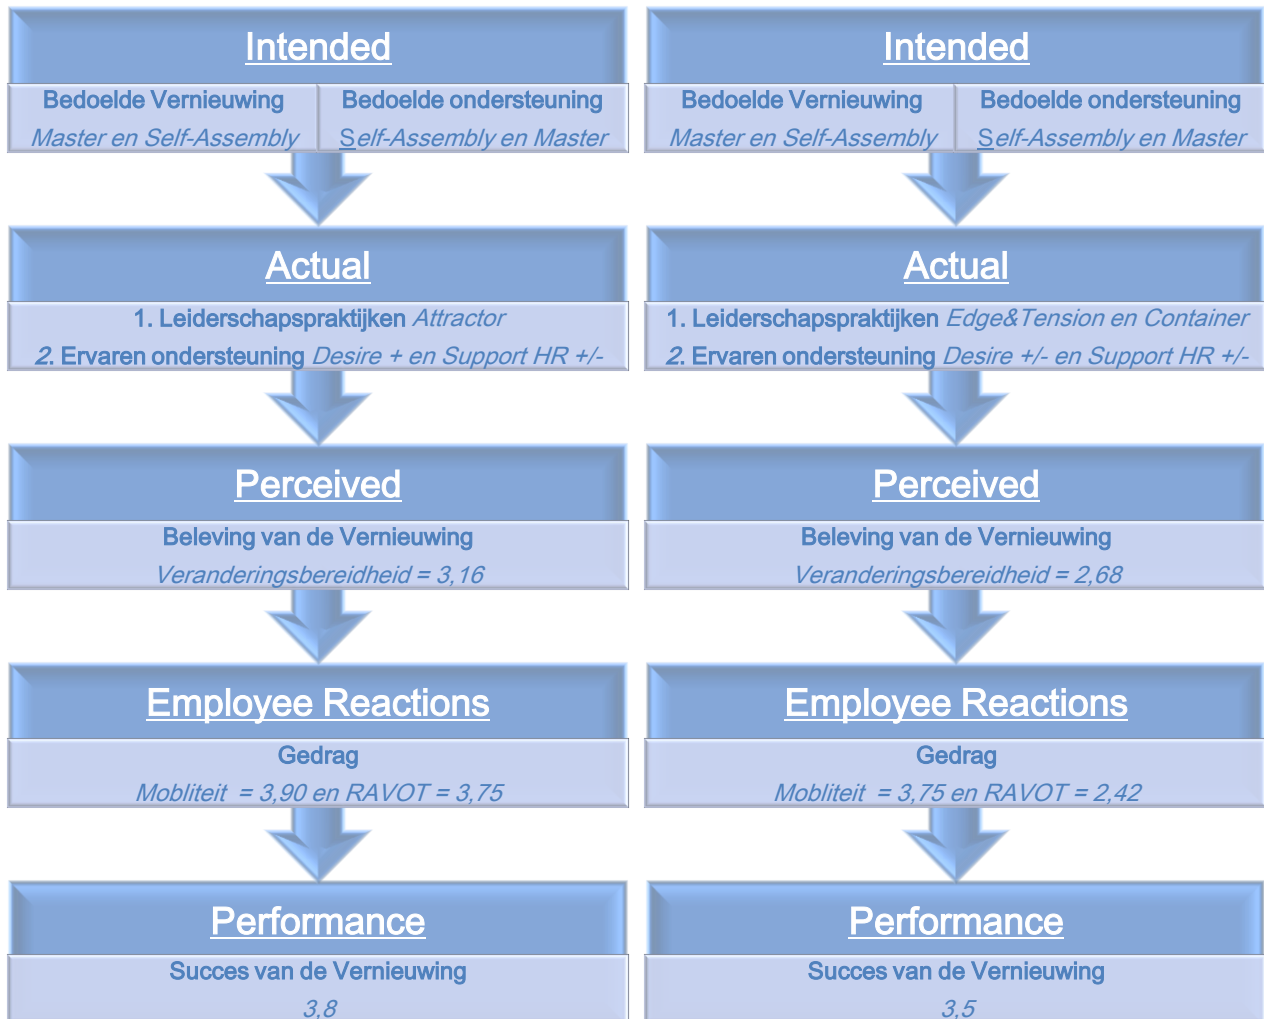 Intended
Bedoelde Vernieuwing
Master en Self-Assembly
Bedoelde ondersteuning
Self-Assembly en Master
Actual
1. Leiderschapspraktijken Attractor
2. Ervaren ondersteuning Desire + en Support HR +/-
Perceived
Beleving van de Vernieuwing
Veranderingsbereidheid = 3,16
Employee Reactions
Gedrag
Mobliteit = 3,90 en RAVOT = 3,75
Performance
Succes van de Vernieuwing
3,8
Intended
Bedoelde Vernieuwing
Master en Self-Assembly
Bedoelde ondersteuning
Self-Assembly en Master
Actual
1. Leiderschapspraktijken Edge&Tension en Container
2. Ervaren ondersteuning Desire +/- en Support HR +/-
Perceived
Beleving van de Vernieuwing
Veranderingsbereidheid = 2,68
Employee Reactions
Gedrag
Mobliteit = 3,75 en RAVOT = 2,42
Performance
Succes van de Vernieuwing
3,5